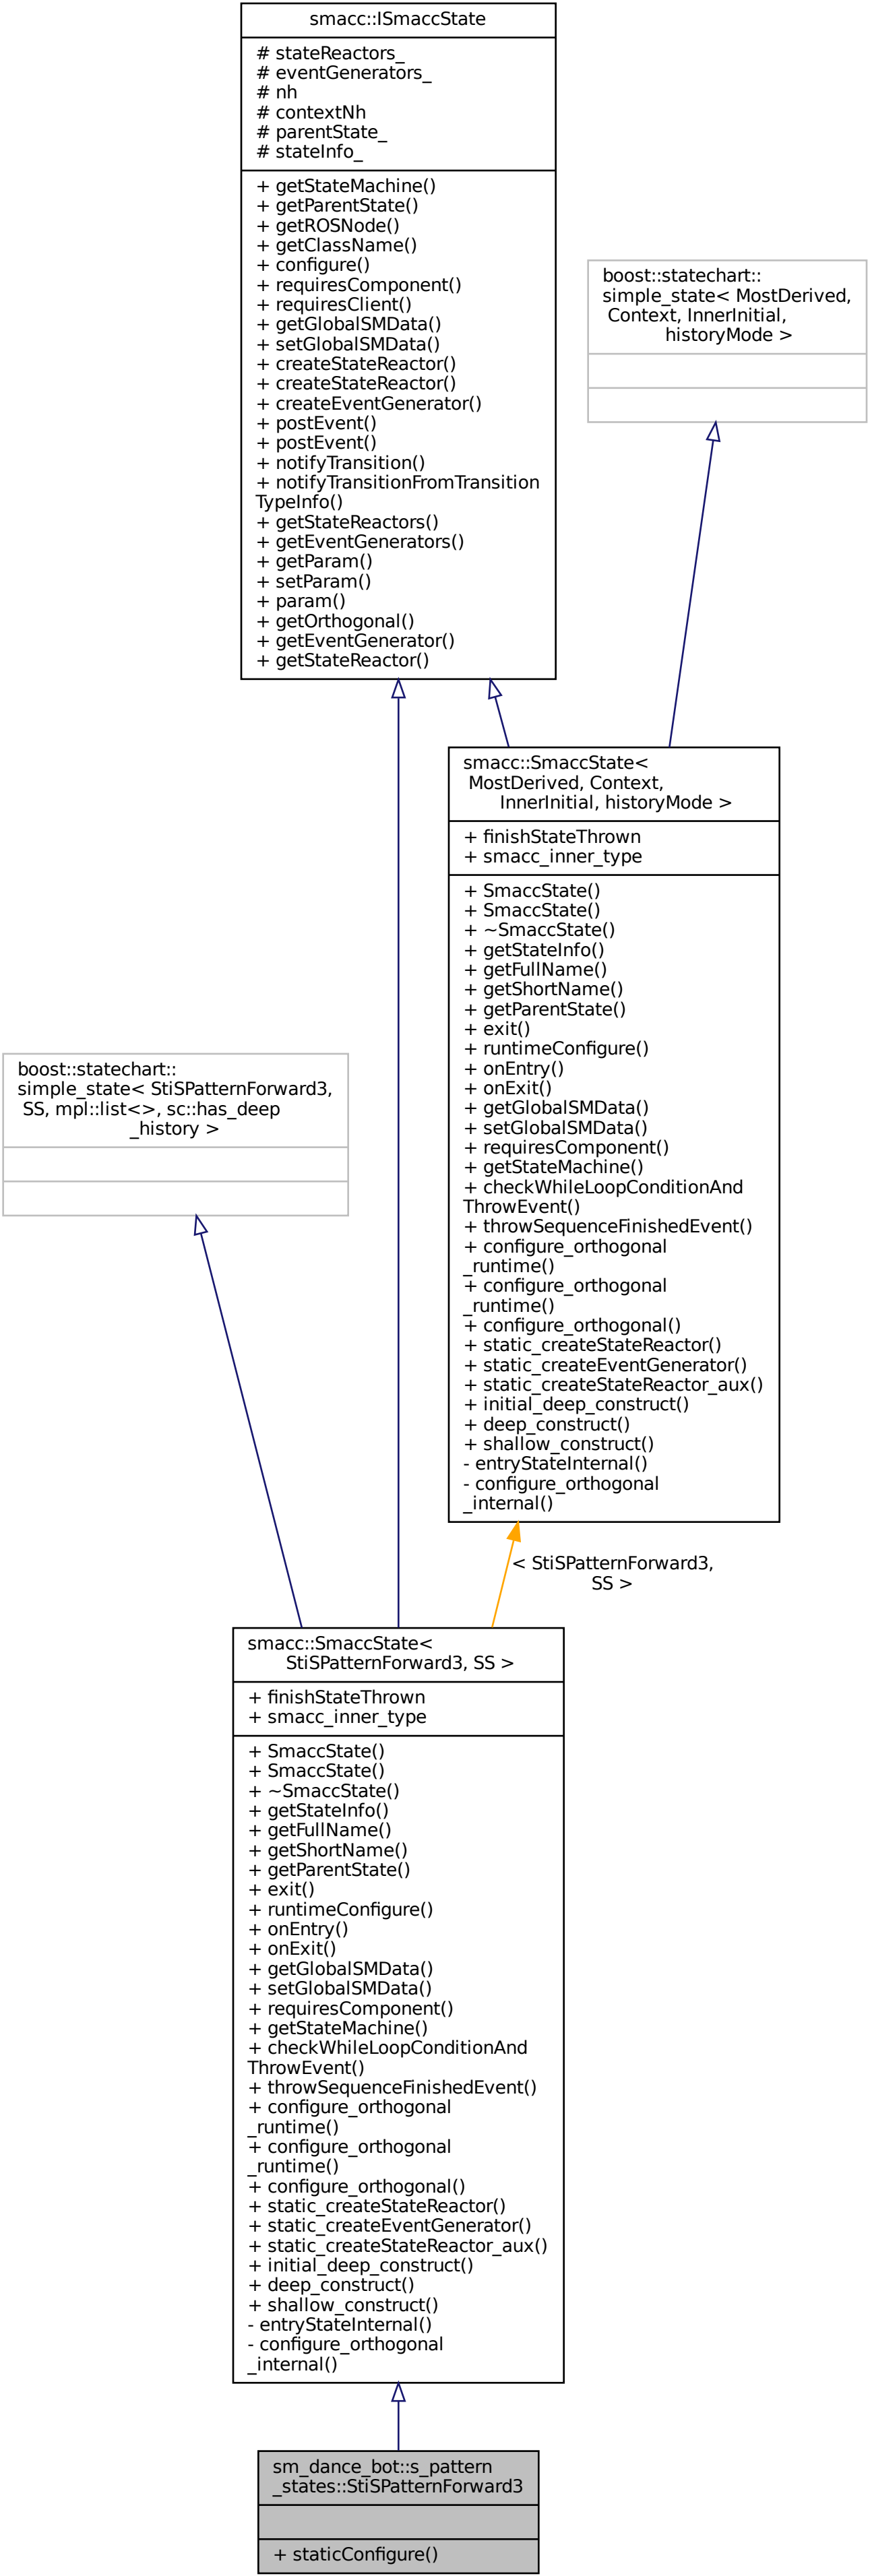 smacc::ISmaccState
# stateReactors_
# eventGenerators_
# nh
# contextNh
# parentState_
# stateInfo_
+ getStateMachine()
+ getParentState()
+ getROSNode()
+ getClassName()
+ configure()
+ requiresComponent()
+ requiresClient()
+ getGlobalSMData()
+ setGlobalSMData()
+ createStateReactor()
+ createStateReactor()
+ createEventGenerator()
+ postEvent()
+ postEvent()
+ notifyTransition()
+ notifyTransitionFromTransition
TypeInfo()
+ getStateReactors()
+ getEventGenerators()
+ getParam()
+ setParam()
+ param()
+ getOrthogonal()
+ getEventGenerator()
+ getStateReactor()
boost::statechart::
simple_state< MostDerived,
Context, InnerInitial,
historyMode >
smacc::SmaccState<
MostDerived, Context,
InnerInitial, historyMode >
+ finishStateThrown
+ smacc_inner_type
+ SmaccState()
+ SmaccState()
+ ~SmaccState()
+ getStateInfo()
+ getFullName()
+ getShortName()
+ getParentState()
+ exit()
+ runtimeConfigure()
+ onEntry()
+ onExit()
+ getGlobalSMData()
+ setGlobalSMData()
+ requiresComponent()
+ getStateMachine()
+ checkWhileLoopConditionAnd
ThrowEvent()
+ throwSequenceFinishedEvent()
+ configure_orthogonal
_runtime()
+ configure_orthogonal
_runtime()
+ configure_orthogonal()
+ static_createStateReactor()
+ static_createEventGenerator()
+ static_createStateReactor_aux()
+ initial_deep_construct()
+ deep_construct()
+ shallow_construct()
- entryStateInternal()
- configure_orthogonal
_internal()
boost::statechart::
simple_state< StiSPatternForward3,
SS, mpl::list<>, sc::has_deep
_history >
< StiSPatternForward3,
SS >
smacc::SmaccState<
StiSPatternForward3, SS >
+ finishStateThrown
+ smacc_inner_type
+ SmaccState()
+ SmaccState()
+ ~SmaccState()
+ getStateInfo()
+ getFullName()
+ getShortName()
+ getParentState()
+ exit()
+ runtimeConfigure()
+ onEntry()
+ onExit()
+ getGlobalSMData()
+ setGlobalSMData()
+ requiresComponent()
+ getStateMachine()
+ checkWhileLoopConditionAnd
ThrowEvent()
+ throwSequenceFinishedEvent()
+ configure_orthogonal
_runtime()
+ configure_orthogonal
_runtime()
+ configure_orthogonal()
+ static_createStateReactor()
+ static_createEventGenerator()
+ static_createStateReactor_aux()
+ initial_deep_construct()
+ deep_construct()
+ shallow_construct()
- entryStateInternal()
- configure_orthogonal
_internal()
sm_dance_bot::s_pattern
_states::StiSPatternForward3
+ staticConfigure()